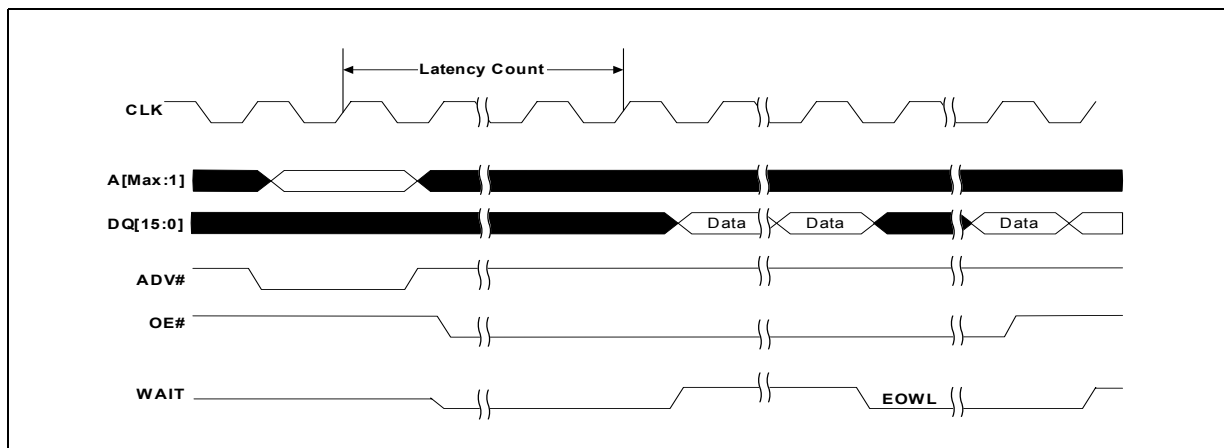 Latency Count
CLK
A[Max:1]
DQ[15:0]
Data
Data
Data
ADV#
OE#
WAIT
EOWL